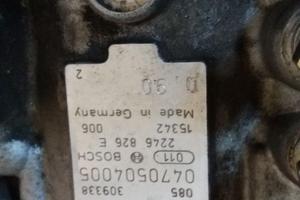 085
309338
0470504005
011 BOSCH
2246 826 E
15342 006
Made in Germany
D 90
2